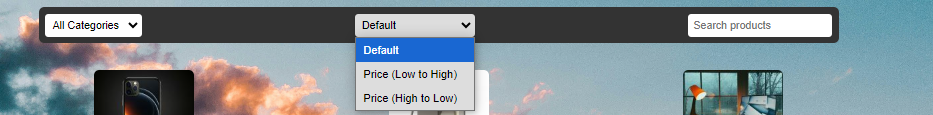 All Categories
Default
Search products
Default
Price (Low to High)
Price (High to Low)